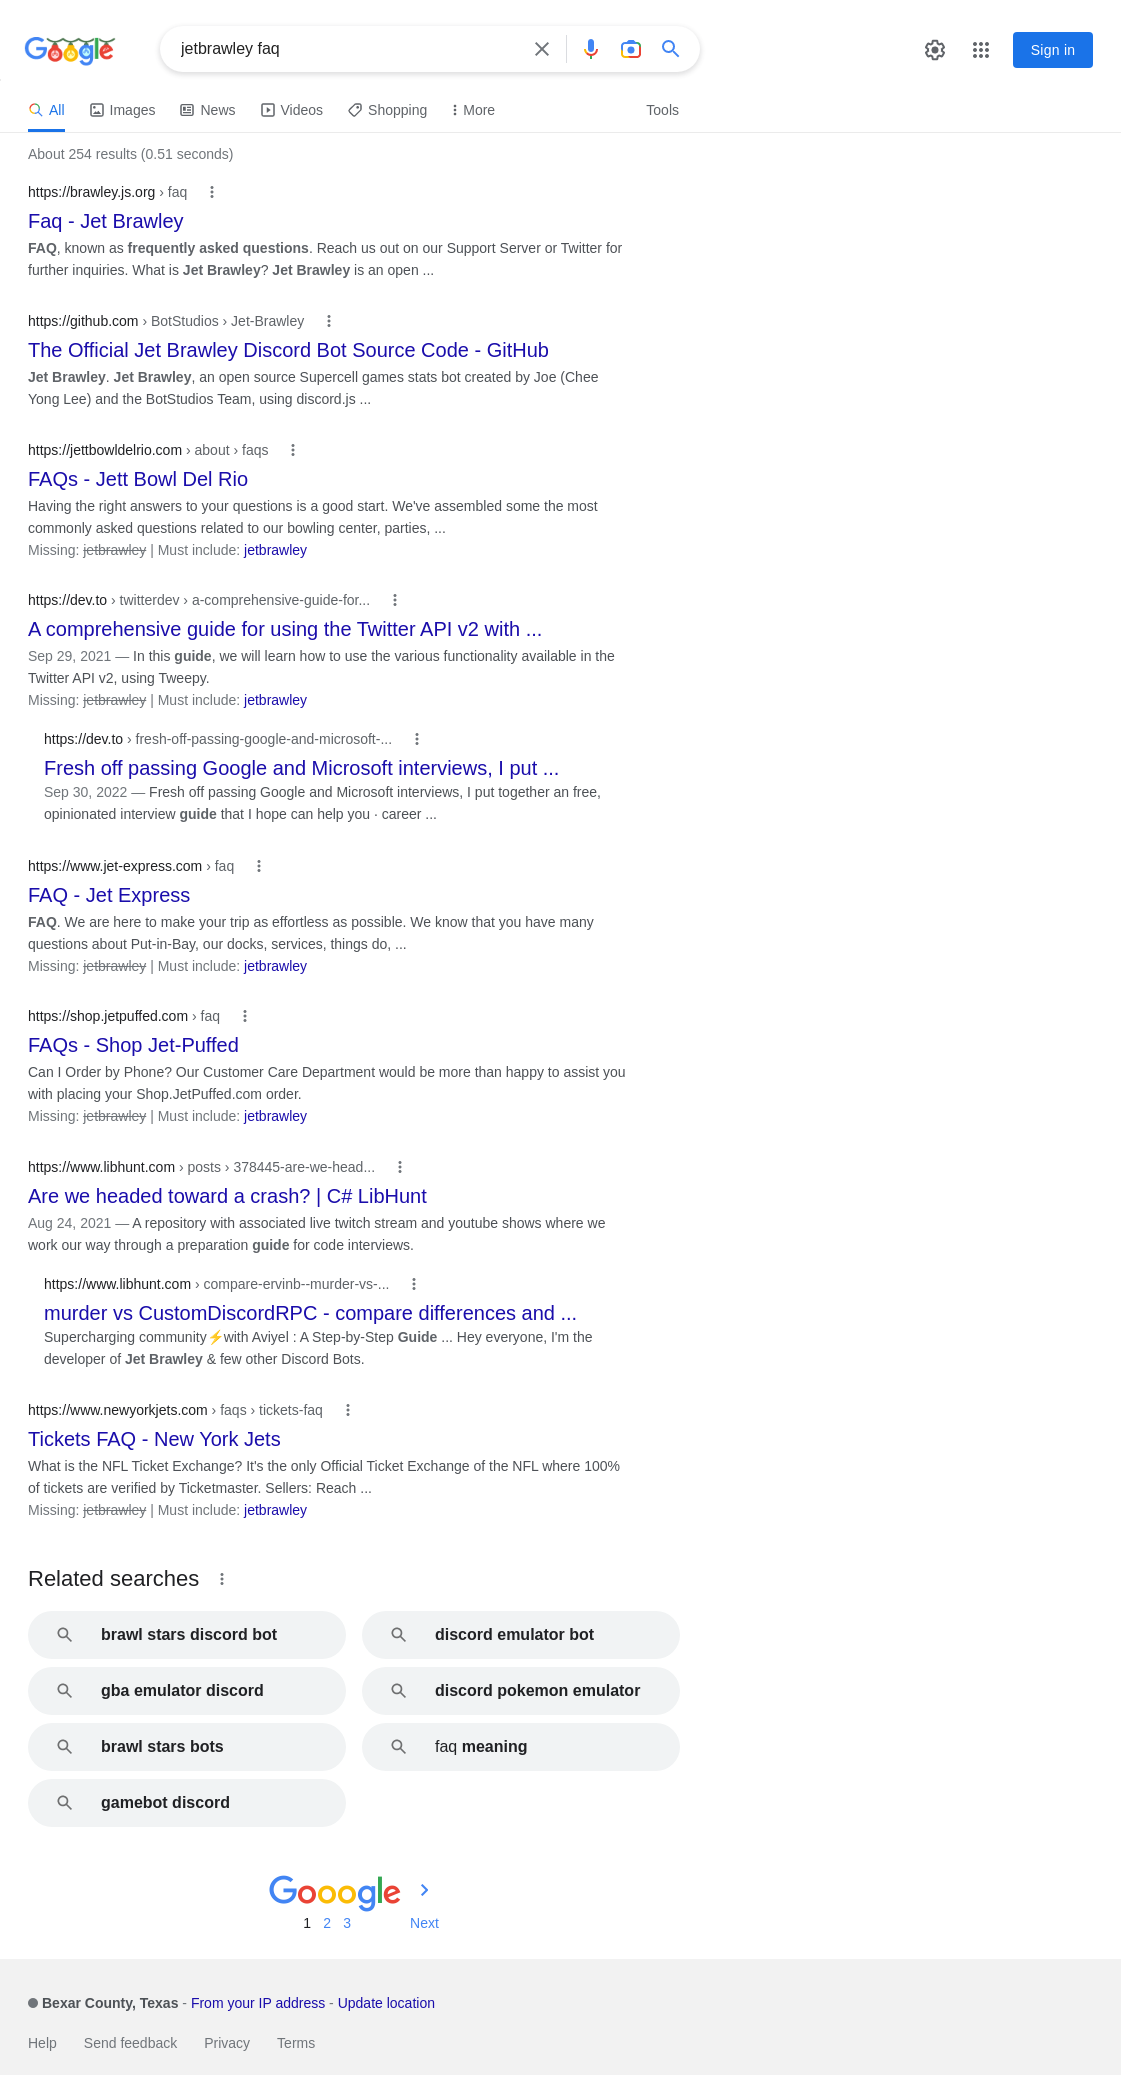 Google
jetbrawley faq
Sign in
All Images News Videos Shopping More Tools
About 254 results (0.51 seconds)
https://brawley.js.org › faq
Faq - Jet Brawley
FAQ, known as frequently asked questions. Reach us out on our Support Server or Twitter for
further inquiries. What is Jet Brawley? Jet Brawley is an open ...
https://github.com › BotStudios › Jet-Brawley
The Official Jet Brawley Discord Bot Source Code - GitHub
Jet Brawley. Jet Brawley, an open source Supercell games stats bot created by Joe (Chee
Yong Lee) and the BotStudios Team, using discord.js ...
https://jettbowldelrio.com › about › faqs
FAQs - Jett Bowl Del Rio
Having the right answers to your questions is a good start. We've assembled some the most
commonly asked questions related to our bowling center, parties, ...
Missing: jetbrawley | Must include: jetbrawley
https://dev.to › twitterdev › a-comprehensive-guide-for...
A comprehensive guide for using the Twitter API v2 with ...
Sep 29, 2021 — In this guide, we will learn how to use the various functionality available in the
Twitter API v2, using Tweepy.
Missing: jetbrawley | Must include: jetbrawley
https://dev.to › fresh-off-passing-google-and-microsoft-...
Fresh off passing Google and Microsoft interviews, I put ...
Sep 30, 2022 — Fresh off passing Google and Microsoft interviews, I put together an free,
opinionated interview guide that I hope can help you · career ...
https://www.jet-express.com › faq
FAQ - Jet Express
FAQ. We are here to make your trip as effortless as possible. We know that you have many
questions about Put-in-Bay, our docks, services, things do, ...
Missing: jetbrawley | Must include: jetbrawley
https://shop.jetpuffed.com › faq
FAQs - Shop Jet-Puffed
Can I Order by Phone? Our Customer Care Department would be more than happy to assist you
with placing your Shop.JetPuffed.com order.
Missing: jetbrawley | Must include: jetbrawley
https://www.libhunt.com › posts › 378445-are-we-head...
Are we headed toward a crash? | C# LibHunt
Aug 24, 2021 — A repository with associated live twitch stream and youtube shows where we
work our way through a preparation guide for code interviews.
https://www.libhunt.com › compare-ervinb--murder-vs-...
murder vs CustomDiscordRPC - compare differences and ...
Supercharging community⚡with Aviyel : A Step-by-Step Guide ... Hey everyone, I'm the
developer of Jet Brawley & few other Discord Bots.
https://www.newyorkjets.com › faqs › tickets-faq
Tickets FAQ - New York Jets
What is the NFL Ticket Exchange? It's the only Official Ticket Exchange of the NFL where 100%
of tickets are verified by Ticketmaster. Sellers: Reach ...
Missing: jetbrawley | Must include: jetbrawley
Related searches
brawl stars discord bot
discord emulator bot
gba emulator discord
discord pokemon emulator
brawl stars bots
faq meaning
gamebot discord
Gooogle
1 2 3 Next
Bexar County, Texas - From your IP address - Update location
Help Send feedback Privacy Terms